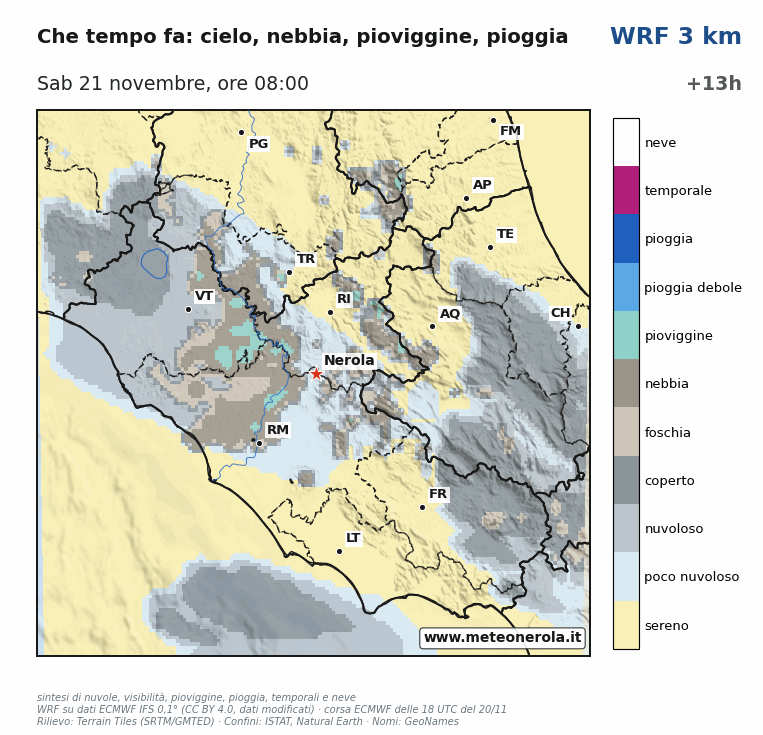 Che tempo fa: cielo, nebbia, pioviggine, pioggia
WRF 3 km
Sab 21 novembre, ore 08:00
+13h
PG
FM
AP
TE
TR
VT
RI
AQ
CH
Nerola
RM
FR
LT
www.meteonerola.it
neve
temporale
pioggia
pioggia debole
pioviggine
nebbia
foschia
coperto
nuvoloso
poco nuvoloso
sereno
sintesi di nuvole, visibilità, pioviggine, pioggia, temporali e neve
WRF su dati ECMWF IFS 0,1° (CC BY 4.0, dati modificati) · corsa ECMWF delle 18 UTC del 20/11
Rilievo: Terrain Tiles (SRTM/GMTED) · Confini: ISTAT, Natural Earth · Nomi: GeoNames